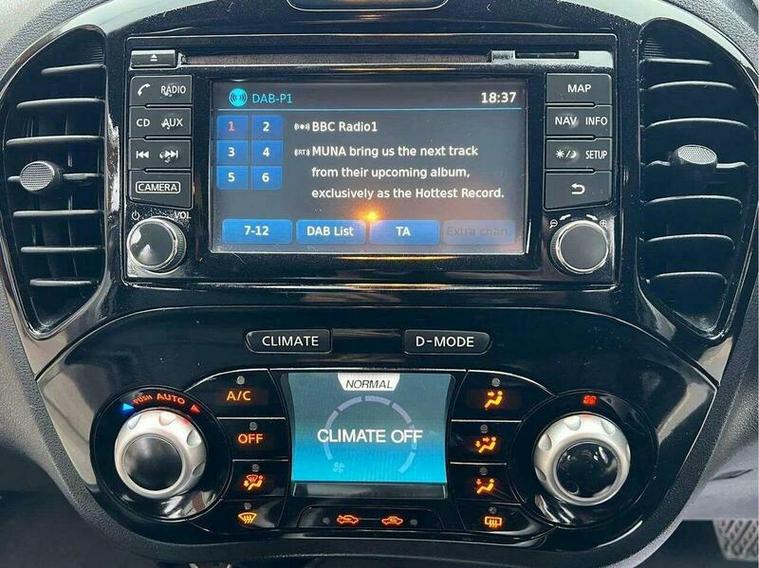 DAB-P1
18:37
1 2
BBC Radio1
3 4
MUNA bring us the next track
from their upcoming album,
5 6
exclusively as the Hottest Record.
7-12 DAB List TA Extra chan.
RADIO
CD AUX
CAMERA
VOL
MAP
NAV INFO
SETUP
CLIMATE
D-MODE
PUSH AUTO
A/C
OFF
NORMAL
CLIMATE OFF